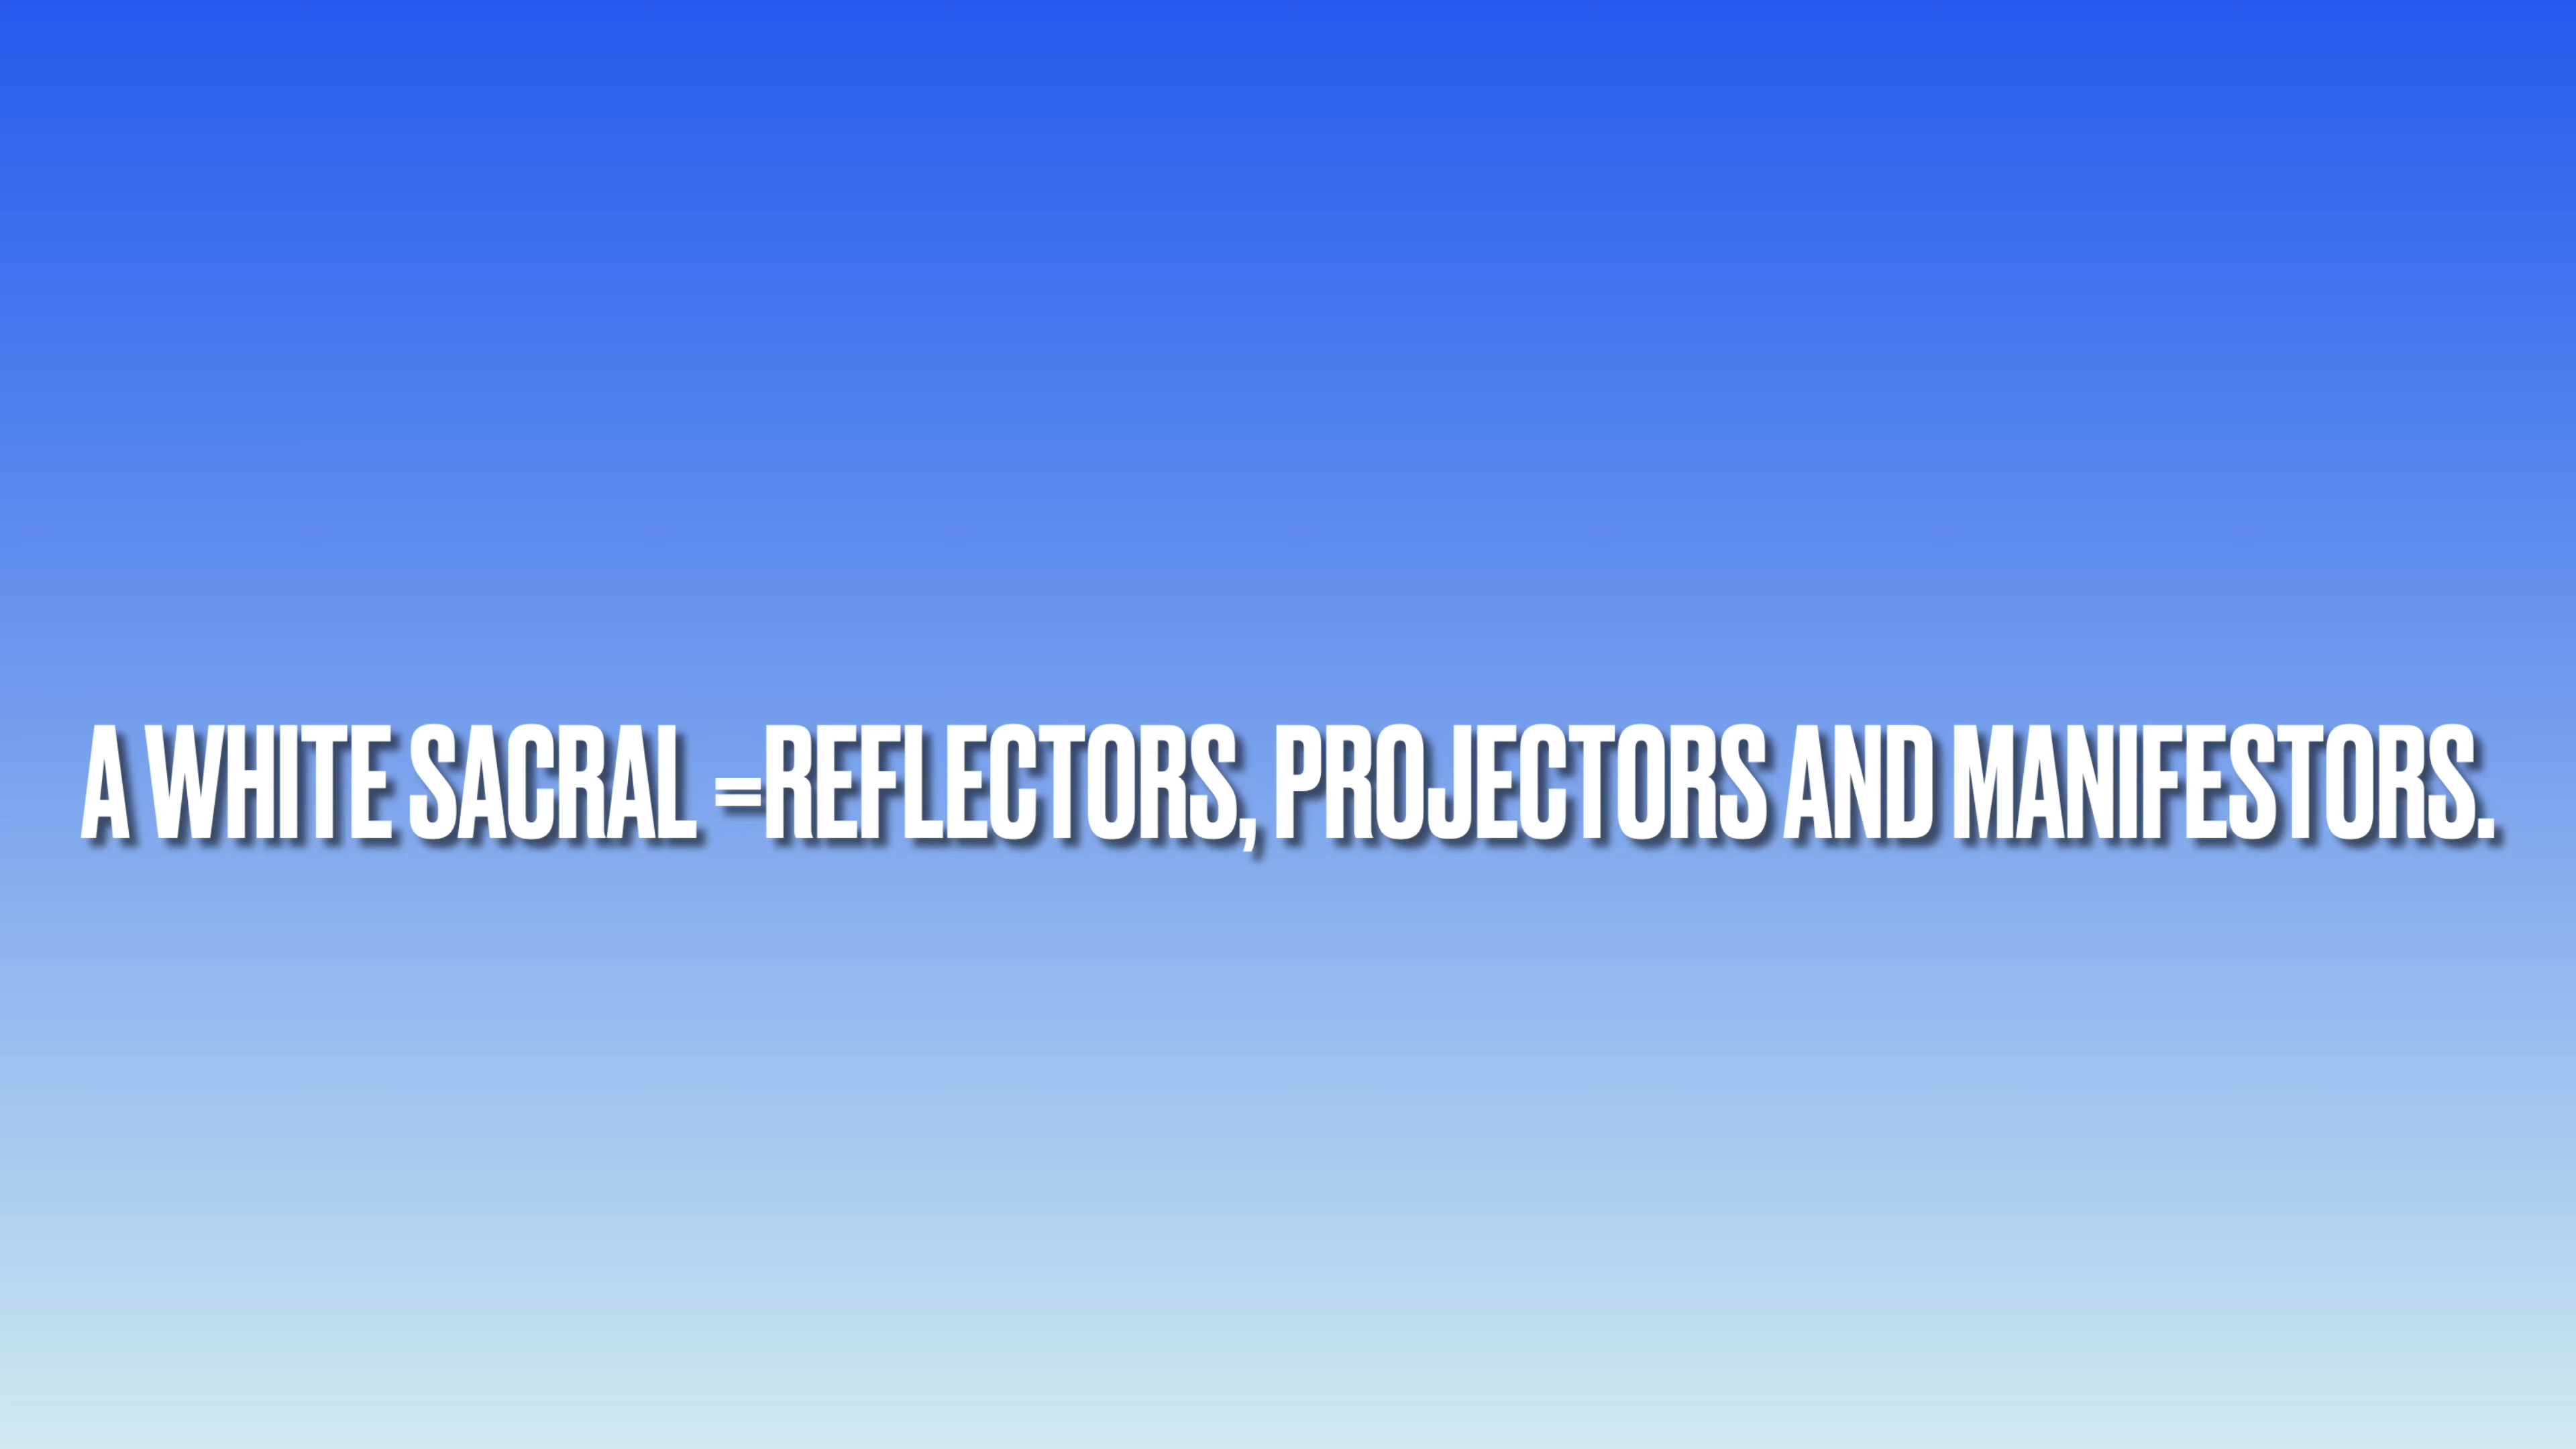 A WHITE SACRAL =REFLECTORS, PROJECTORS AND MANIFESTORS.